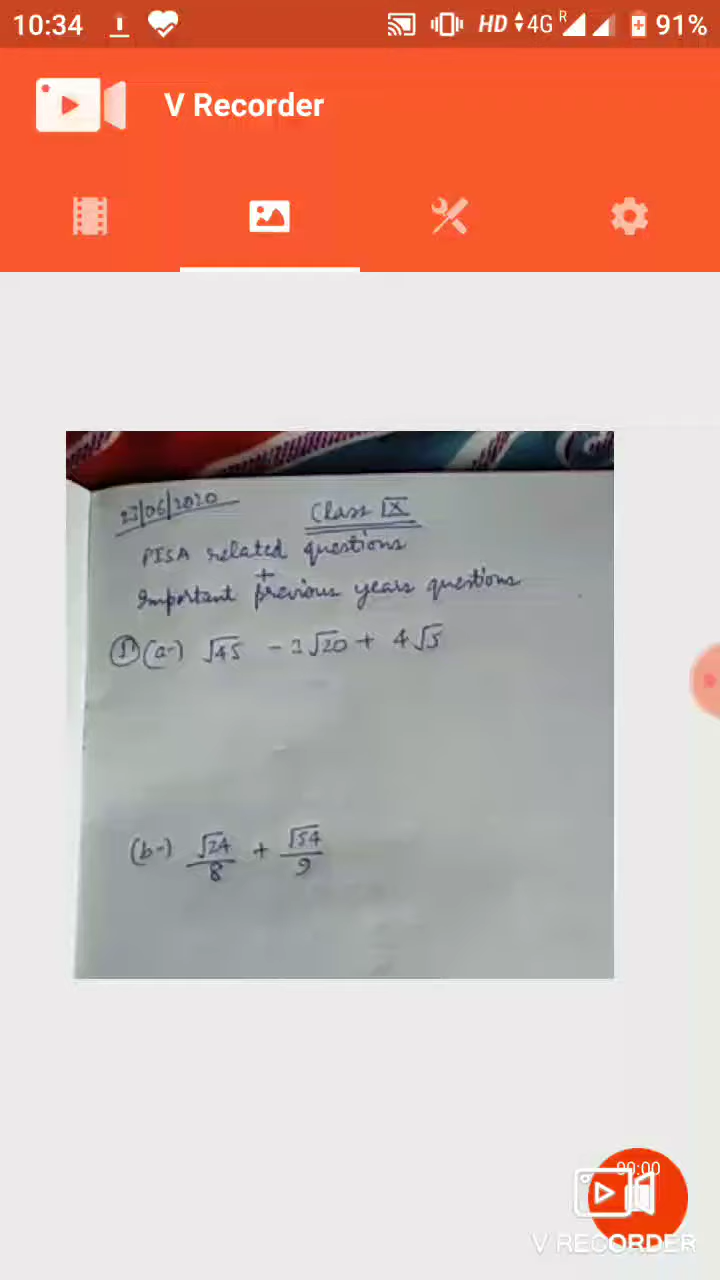 10:34 HD 4G R 91%
V Recorder
23/06/2020
Class IX
PISA related questions
+
Important previous years questions
1 (a-) √45 - 3√20 + 4√5
(b-) √24/8 + √54/9
00:00
V RECORDER